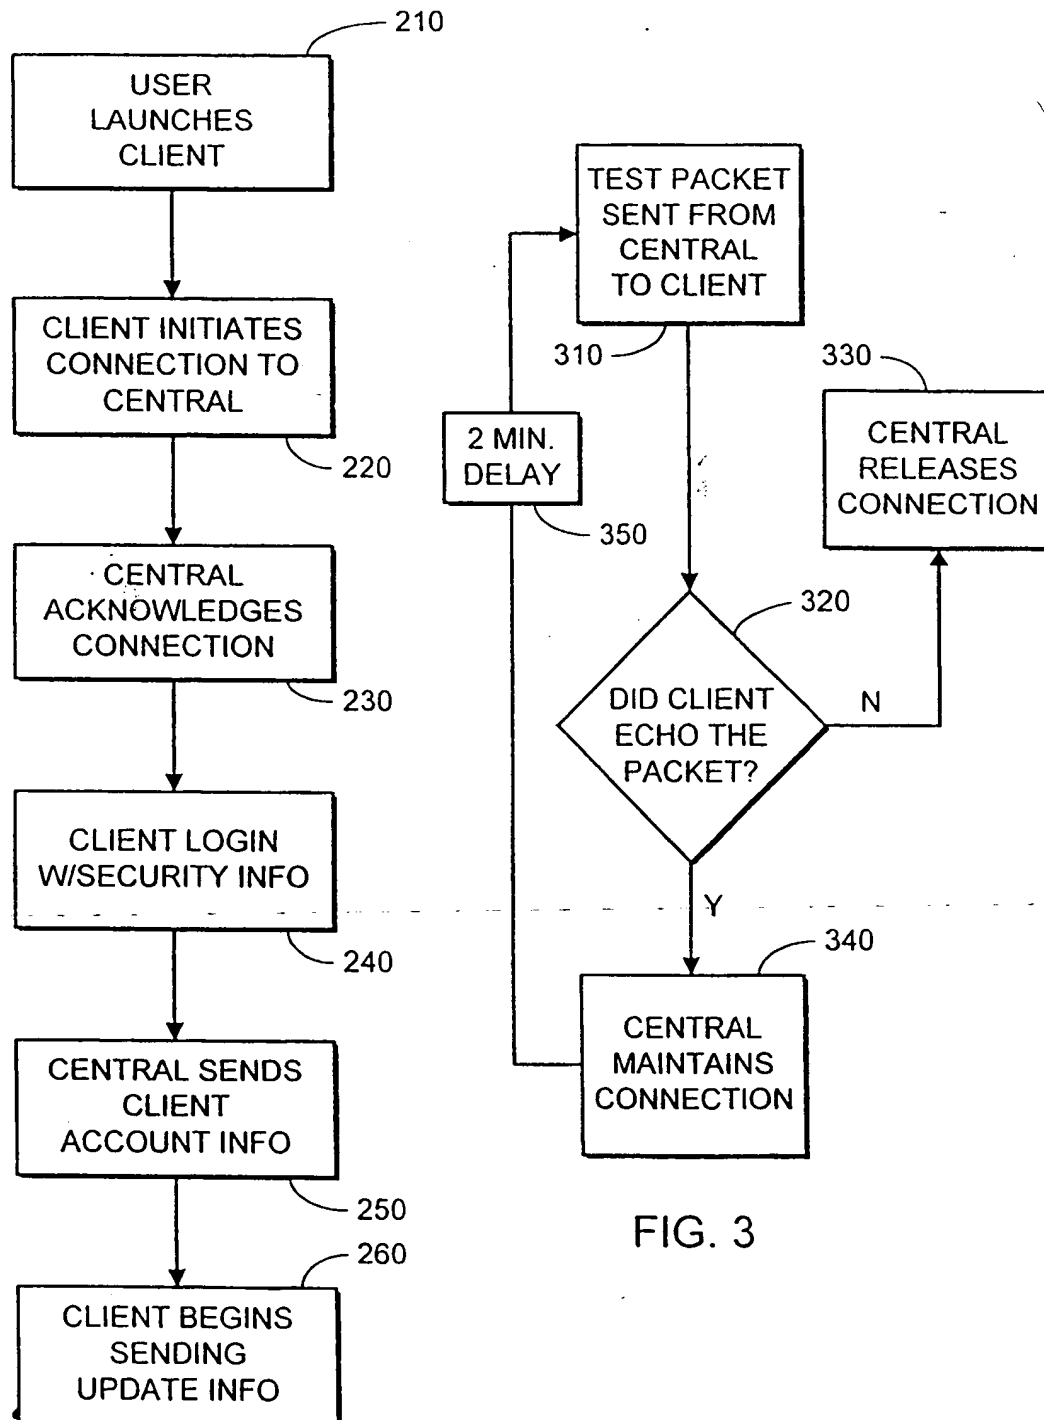 210
USER
LAUNCHES
CLIENT
CLIENT INITIATES
CONNECTION TO
CENTRAL
220
CENTRAL
ACKNOWLEDGES
CONNECTION
230
CLIENT LOGIN
W/SECURITY INFO
240
CENTRAL SENDS
CLIENT
ACCOUNT INFO
250
260
CLIENT BEGINS
SENDING
UPDATE INFO
TEST PACKET
SENT FROM
CENTRAL
TO CLIENT
310
2 MIN.
DELAY
350
330
CENTRAL
RELEASES
CONNECTION
320
DID CLIENT
ECHO THE
PACKET?
N
Y
340
CENTRAL
MAINTAINS
CONNECTION
FIG. 3